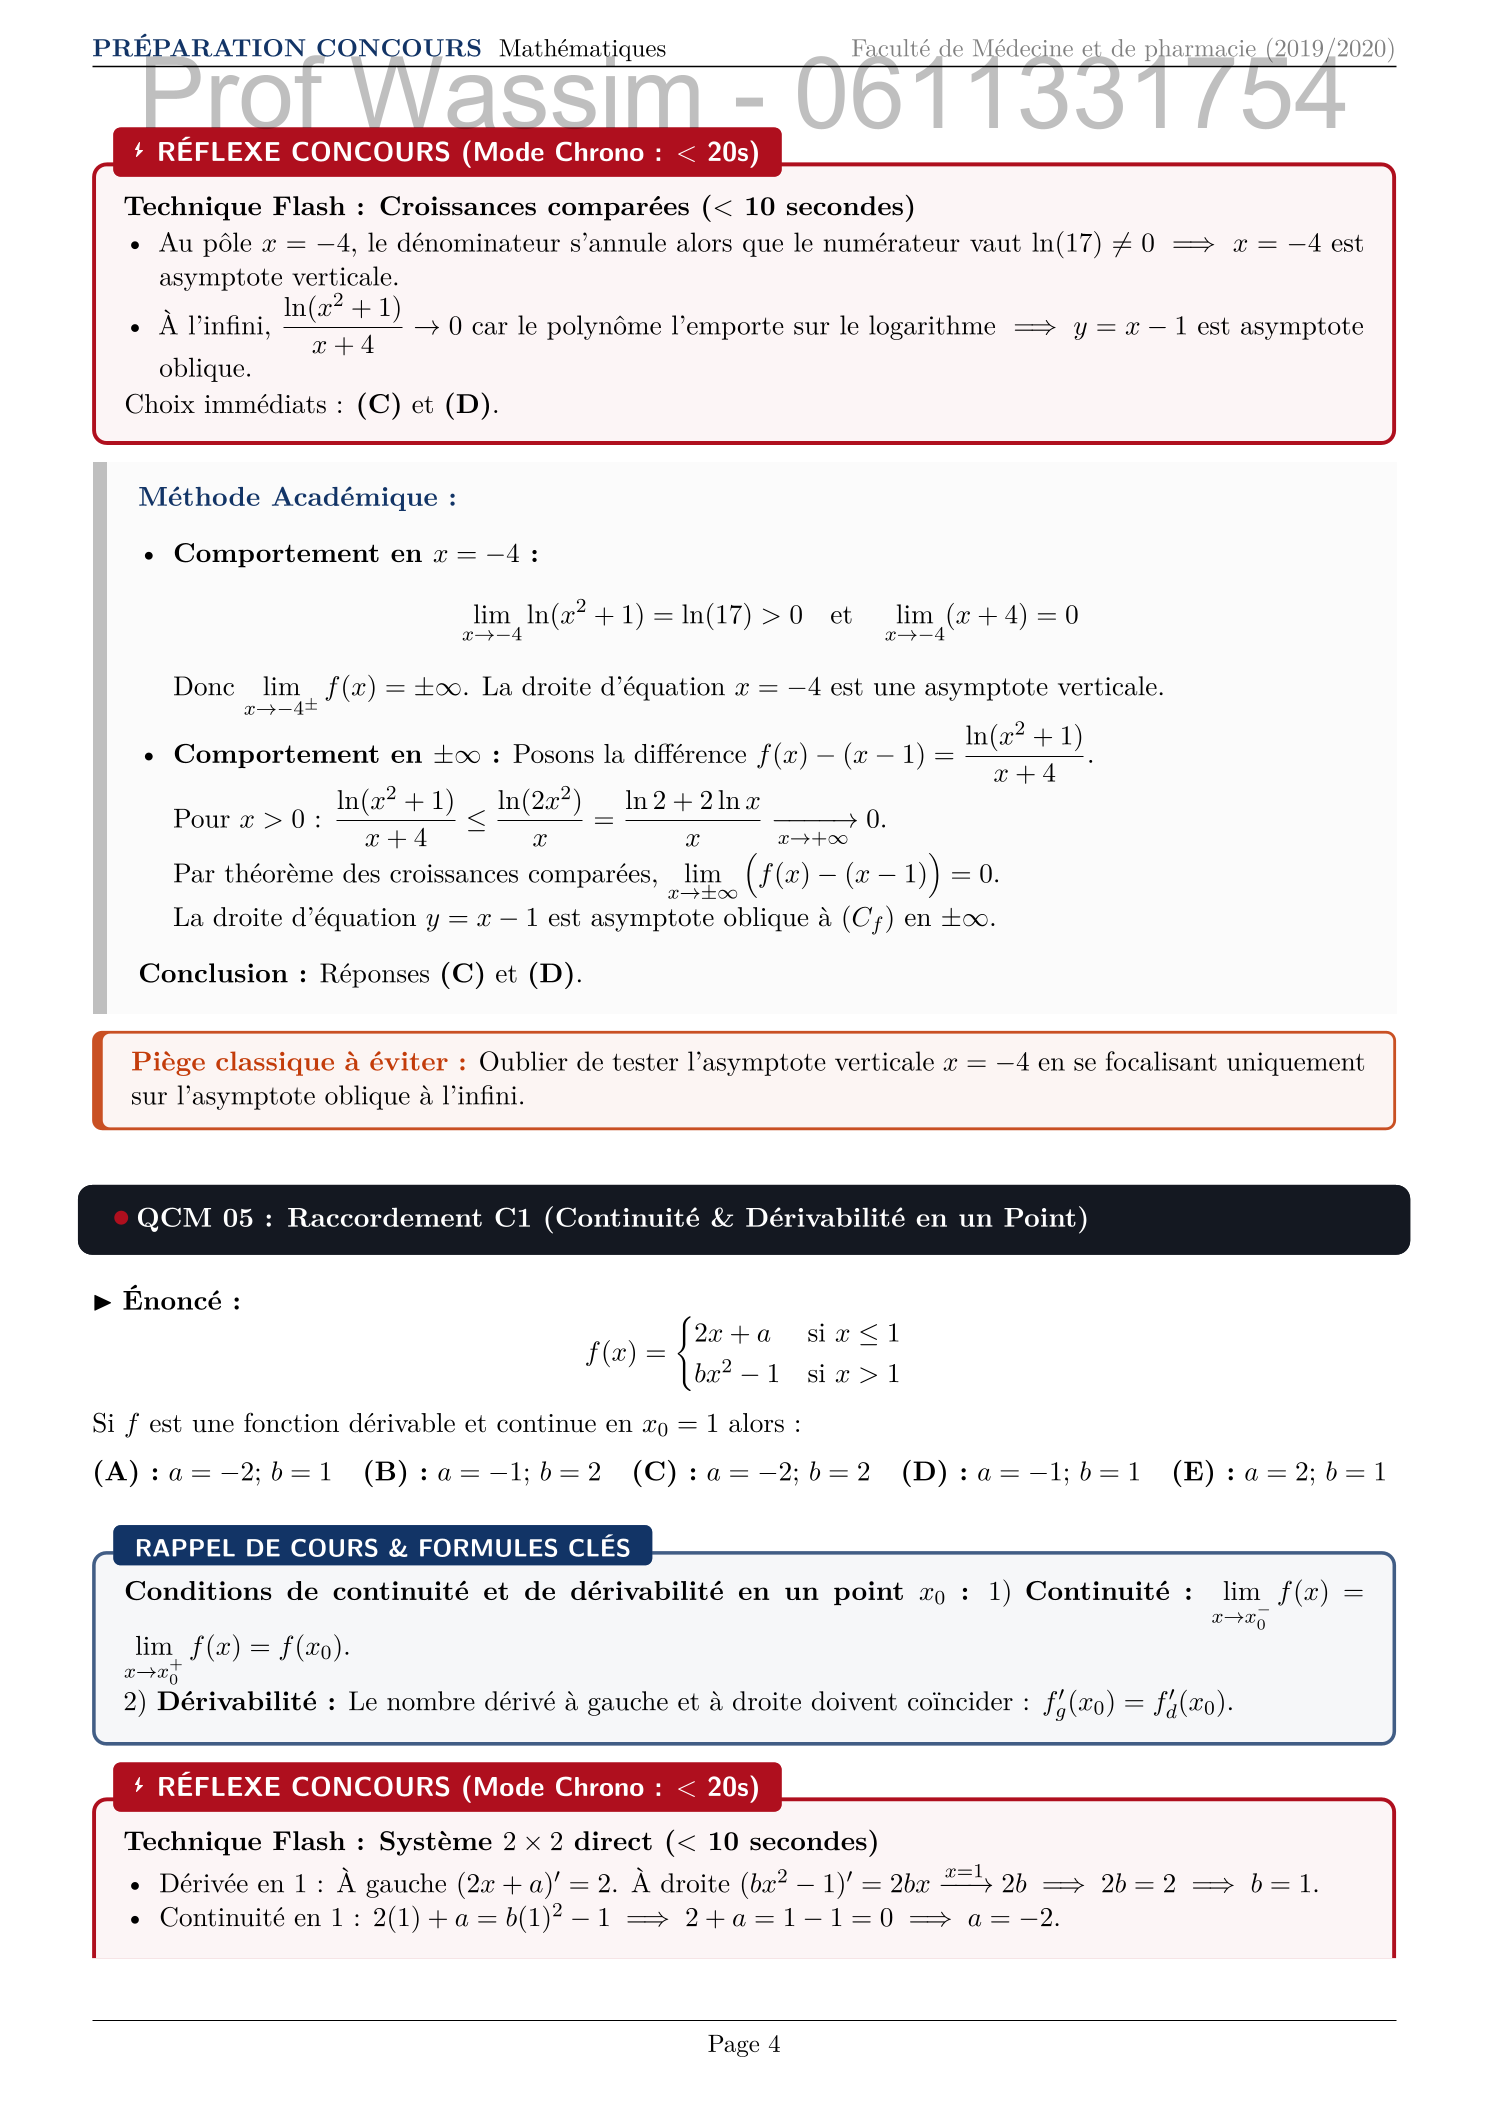 PRÉPARATION CONCOURS Mathématiques Faculté de Médecine et de pharmacie (2019/2020)
Prof Wassim - 0611331754
RÉFLEXE CONCOURS (Mode Chrono : < 20s)
Technique Flash : Croissances comparées (< 10 secondes)
• Au pôle x = −4, le dénominateur s'annule alors que le numérateur vaut ln(17) ≠ 0 ⟹ x = −4 est
asymptote verticale.
• À l'infini, ln(x² + 1)/(x + 4) → 0 car le polynôme l'emporte sur le logarithme ⟹ y = x − 1 est asymptote
oblique.
Choix immédiats : (C) et (D).
Méthode Académique :
• Comportement en x = −4 :
lim_{x→−4} ln(x² + 1) = ln(17) > 0 et lim_{x→−4} (x + 4) = 0
Donc lim_{x→−4±} f(x) = ±∞. La droite d'équation x = −4 est une asymptote verticale.
• Comportement en ±∞ : Posons la différence f(x) − (x − 1) = ln(x² + 1)/(x + 4).
Pour x > 0 : ln(x² + 1)/(x + 4) ≤ ln(2x²)/x = (ln 2 + 2 ln x)/x ⟶_{x→+∞} 0.
Par théorème des croissances comparées, lim_{x→±∞} (f(x) − (x − 1)) = 0.
La droite d'équation y = x − 1 est asymptote oblique à (C_f) en ±∞.
Conclusion : Réponses (C) et (D).
Piège classique à éviter : Oublier de tester l'asymptote verticale x = −4 en se focalisant uniquement
sur l'asymptote oblique à l'infini.
● QCM 05 : Raccordement C1 (Continuité & Dérivabilité en un Point)
▶ Énoncé :
f(x) = { 2x + a si x ≤ 1
bx² − 1 si x > 1
Si f est une fonction dérivable et continue en x₀ = 1 alors :
(A) : a = −2; b = 1 (B) : a = −1; b = 2 (C) : a = −2; b = 2 (D) : a = −1; b = 1 (E) : a = 2; b = 1
RAPPEL DE COURS & FORMULES CLÉS
Conditions de continuité et de dérivabilité en un point x₀ : 1) Continuité : lim_{x→x₀⁻} f(x) =
lim_{x→x₀⁺} f(x) = f(x₀).
2) Dérivabilité : Le nombre dérivé à gauche et à droite doivent coïncider : f′_g(x₀) = f′_d(x₀).
RÉFLEXE CONCOURS (Mode Chrono : < 20s)
Technique Flash : Système 2 × 2 direct (< 10 secondes)
• Dérivée en 1 : À gauche (2x + a)′ = 2. À droite (bx² − 1)′ = 2bx ⟶^{x=1} 2b ⟹ 2b = 2 ⟹ b = 1.
• Continuité en 1 : 2(1) + a = b(1)² − 1 ⟹ 2 + a = 1 − 1 = 0 ⟹ a = −2.
Page 4